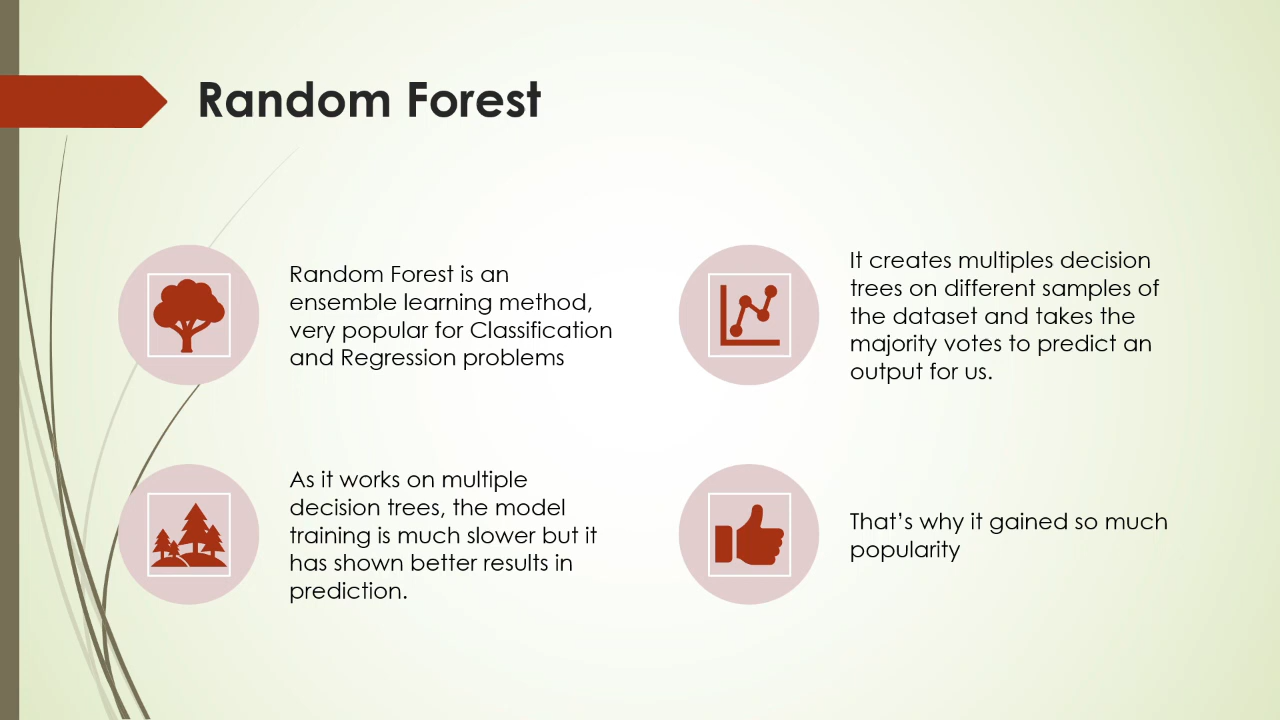 Random Forest
Random Forest is an
ensemble learning method,
very popular for Classification
and Regression problems
It creates multiples decision
trees on different samples of
the dataset and takes the
majority votes to predict an
output for us.
As it works on multiple
decision trees, the model
training is much slower but it
has shown better results in
prediction.
That’s why it gained so much
popularity